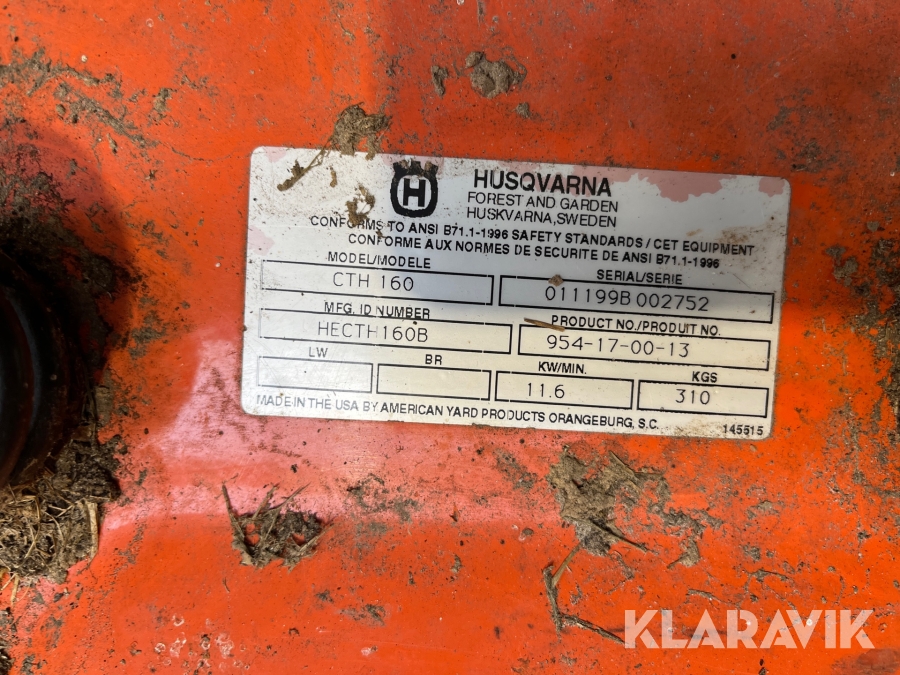 H HUSQVARNA
FOREST AND GARDEN
HUSKVARNA, SWEDEN
CONFORMS TO ANSI B71.1-1996 SAFETY STANDARDS / CET EQUIPMENT
CONFORME AUX NORMES DE SECURITE DE ANSI B71.1-1996
MODEL/MODELE SERIAL/SERIE
CTH 160 011199B 002752
MFG. ID NUMBER PRODUCT NO./PRODUIT NO.
HECTH160B 954-17-00-13
LW BR KW/MIN. KGS
11.6 310
MADE IN THE USA BY AMERICAN YARD PRODUCTS ORANGEBURG, S.C. 145515
KLARAVIK